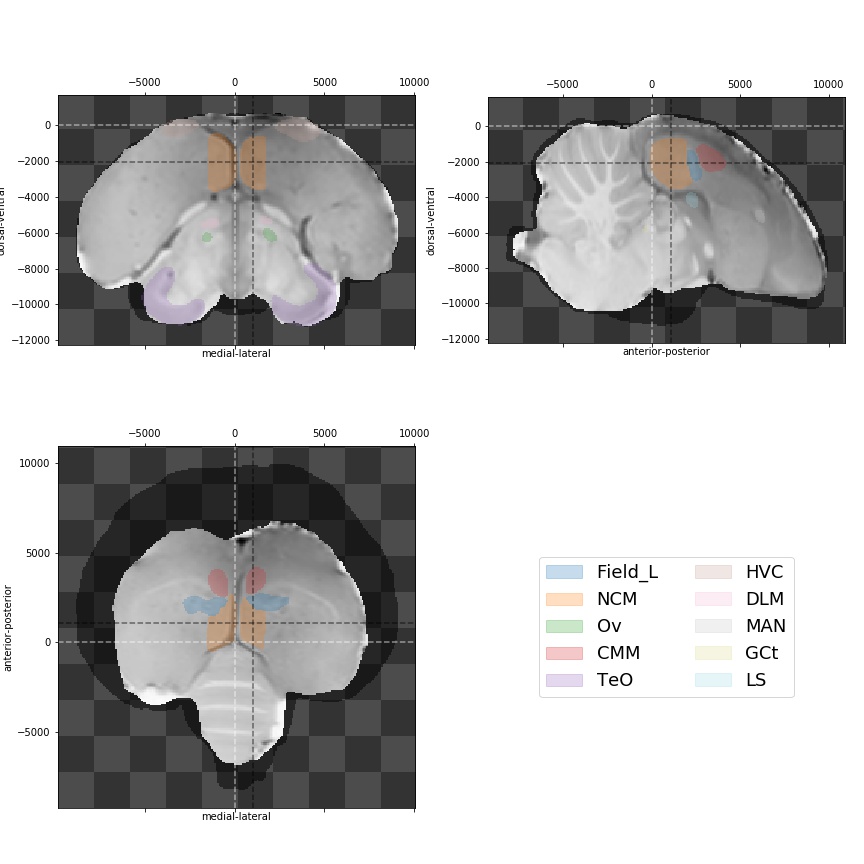 −5000 0 5000 10000
0
−2000
−4000
−6000
−8000
−10000
−12000
dorsal-ventral
medial-lateral
−5000 0 5000 10000
0
−2000
−4000
−6000
−8000
−10000
−12000
dorsal-ventral
anterior-posterior
−5000 0 5000 10000
10000
5000
0
−5000
anterior-posterior
medial-lateral
Field_L
NCM
Ov
CMM
TeO
HVC
DLM
MAN
GCt
LS